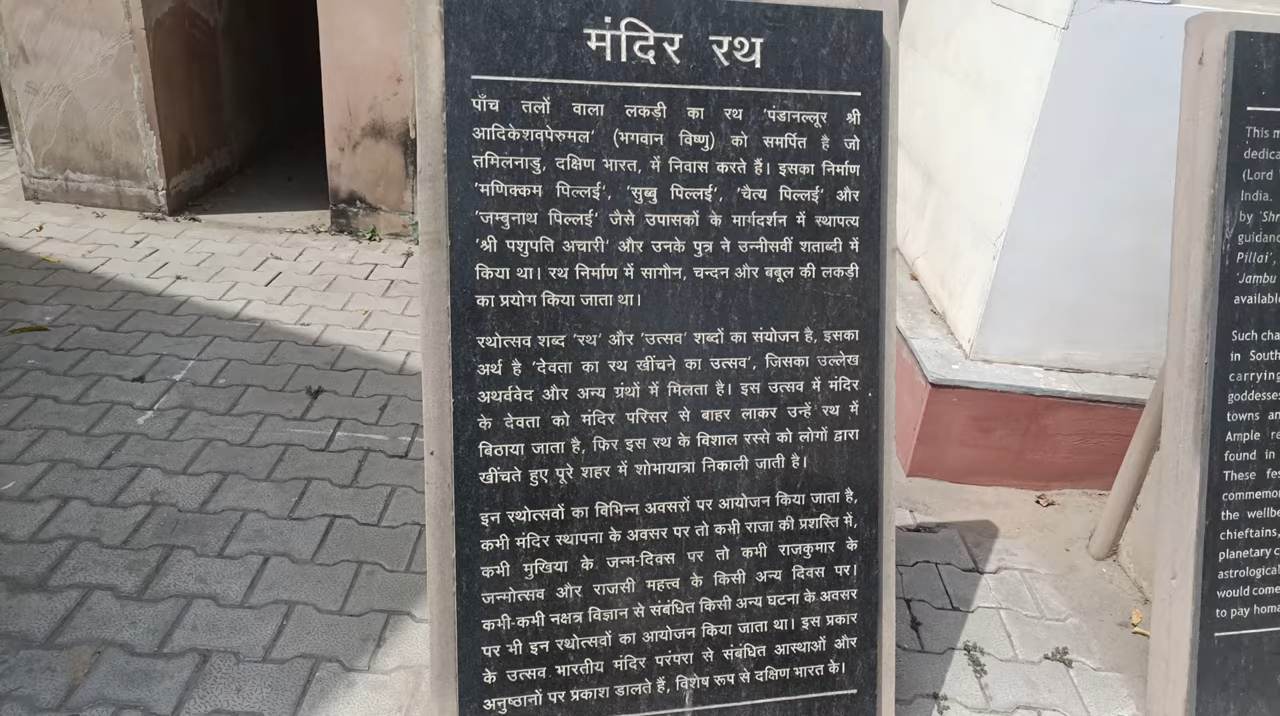 मंदिर रथ
पाँच तलों वाला लकड़ी का रथ 'पंडानल्लूर श्री
आदिकेशवपेरुमल' (भगवान विष्णु) को समर्पित है जो
तमिलनाडु, दक्षिण भारत, में निवास करते हैं। इसका निर्माण
'मणिक्कम पिल्लई', 'सुब्बु पिल्लई', 'चैत्य पिल्लई' और
'जम्बुनाथ पिल्लई' जैसे उपासकों के मार्गदर्शन में स्थापत्य
'श्री पशुपति अचारी' और उनके पुत्र ने उन्नीसवीं शताब्दी में
किया था। रथ निर्माण में सागौन, चन्दन और बबूल की लकड़ी
का प्रयोग किया जाता था।
रथोत्सव शब्द 'रथ' और 'उत्सव' शब्दों का संयोजन है, इसका
अर्थ है 'देवता का रथ खींचने का उत्सव', जिसका उल्लेख
अथर्ववेद और अन्य ग्रंथों में मिलता है। इस उत्सव में मंदिर
के देवता को मंदिर परिसर से बाहर लाकर उन्हें रथ में
बिठाया जाता है, फिर इस रथ के विशाल रस्से को लोगों द्वारा
खींचते हुए पूरे शहर में शोभायात्रा निकाली जाती है।
इन रथोत्सवों का विभिन्न अवसरों पर आयोजन किया जाता है,
कभी मंदिर स्थापना के अवसर पर तो कभी राजा की प्रशस्ति में,
कभी मुखिया के जन्म-दिवस पर तो कभी राजकुमार के
जन्मोत्सव और राजसी महत्त्व के किसी अन्य दिवस पर।
कभी-कभी नक्षत्र विज्ञान से संबंधित किसी अन्य घटना के अवसर
पर भी इन रथोत्सवों का आयोजन किया जाता था। इस प्रकार
के उत्सव भारतीय मंदिर परंपरा से संबंधित आस्थाओं और
अनुष्ठानों पर प्रकाश डालते हैं, विशेष रूप से दक्षिण भारत के।
This
dedica
(Lord
India.
by 'Shr
guidanc
Pillai',
'Jambu
availabl
Such cha
in South
carrying
goddesse
towns an
Ample re
found in
These fes
commemor
the wellbe
chieftains,
planetary c
astrological
would come
to pay homa